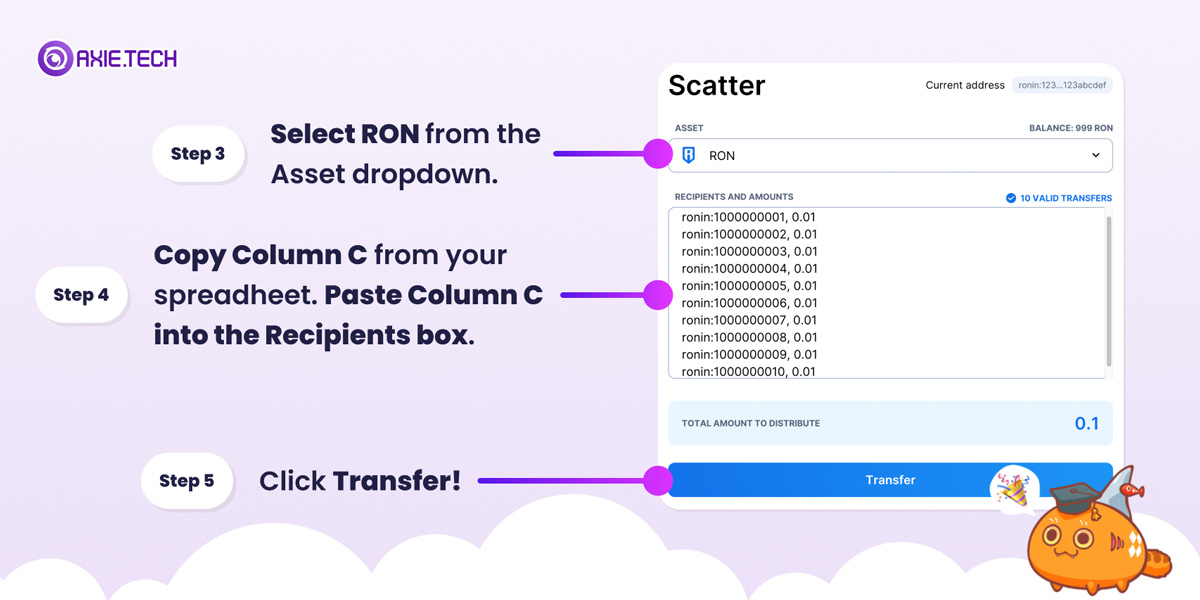 AXIE.TECH
Step 3
Select RON from the
Asset dropdown.
Step 4
Copy Column C from your
spreadheet. Paste Column C
into the Recipients box.
Step 5
Click Transfer!
Scatter
Current address
ronin:123...123abcdef
ASSET
BALANCE: 999 RON
RON
RECIPIENTS AND AMOUNTS
10 VALID TRANSFERS
ronin:1000000001, 0.01
ronin:1000000002, 0.01
ronin:1000000003, 0.01
ronin:1000000004, 0.01
ronin:1000000005, 0.01
ronin:1000000006, 0.01
ronin:1000000007, 0.01
ronin:1000000008, 0.01
ronin:1000000009, 0.01
ronin:1000000010, 0.01
TOTAL AMOUNT TO DISTRIBUTE
0.1
Transfer